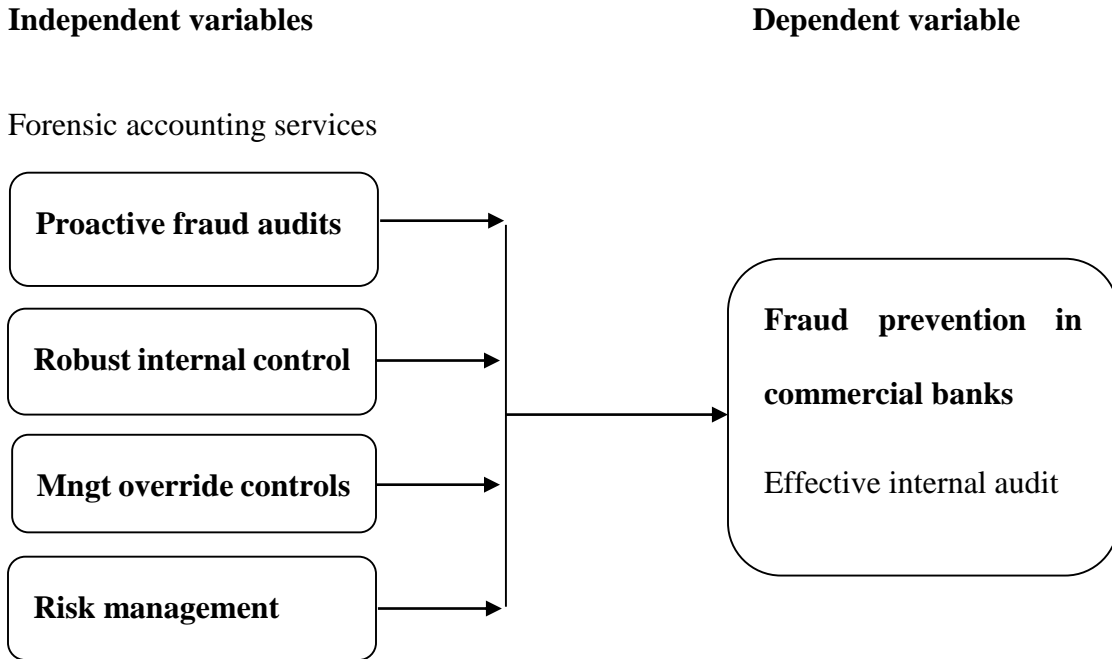 Independent variables
Dependent variable
Forensic accounting services
Proactive fraud audits
Robust internal control
Mngt override controls
Risk management
Fraud prevention in
commercial banks
Effective internal audit